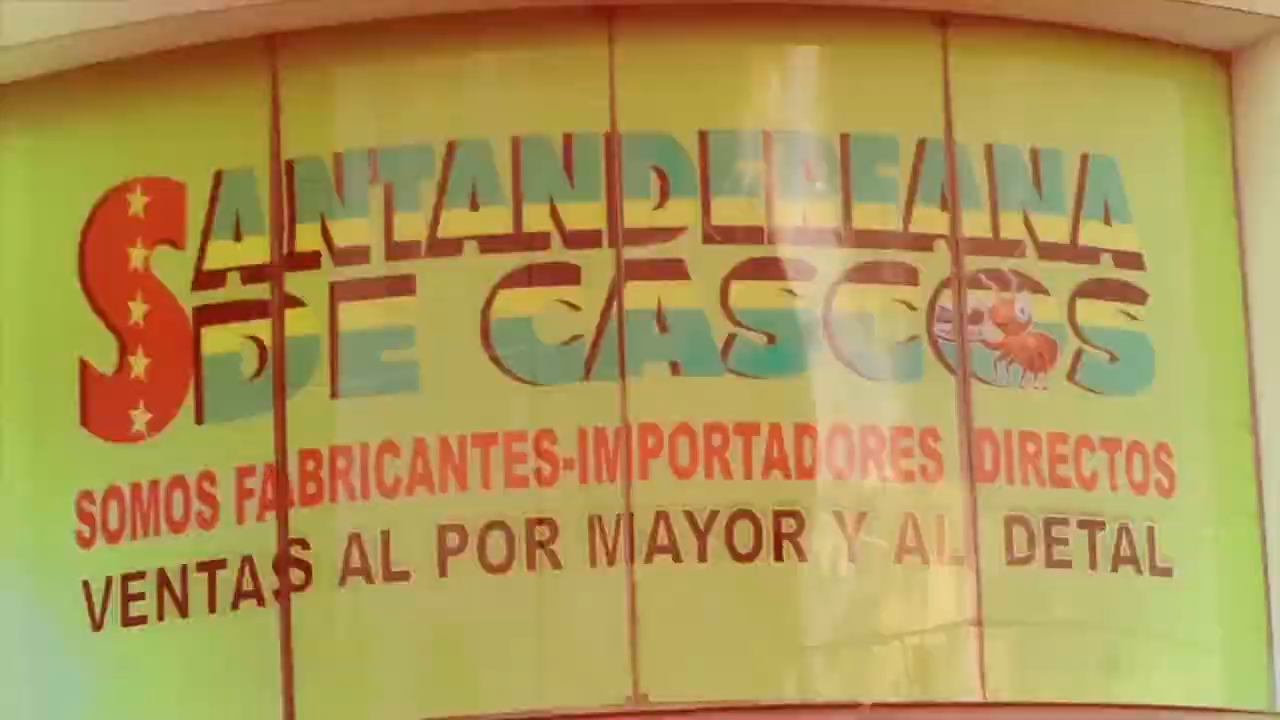 SANTANDEREANA
DE CASCOS
SOMOS FABRICANTES-IMPORTADORES DIRECTOS
VENTAS AL POR MAYOR Y AL DETAL